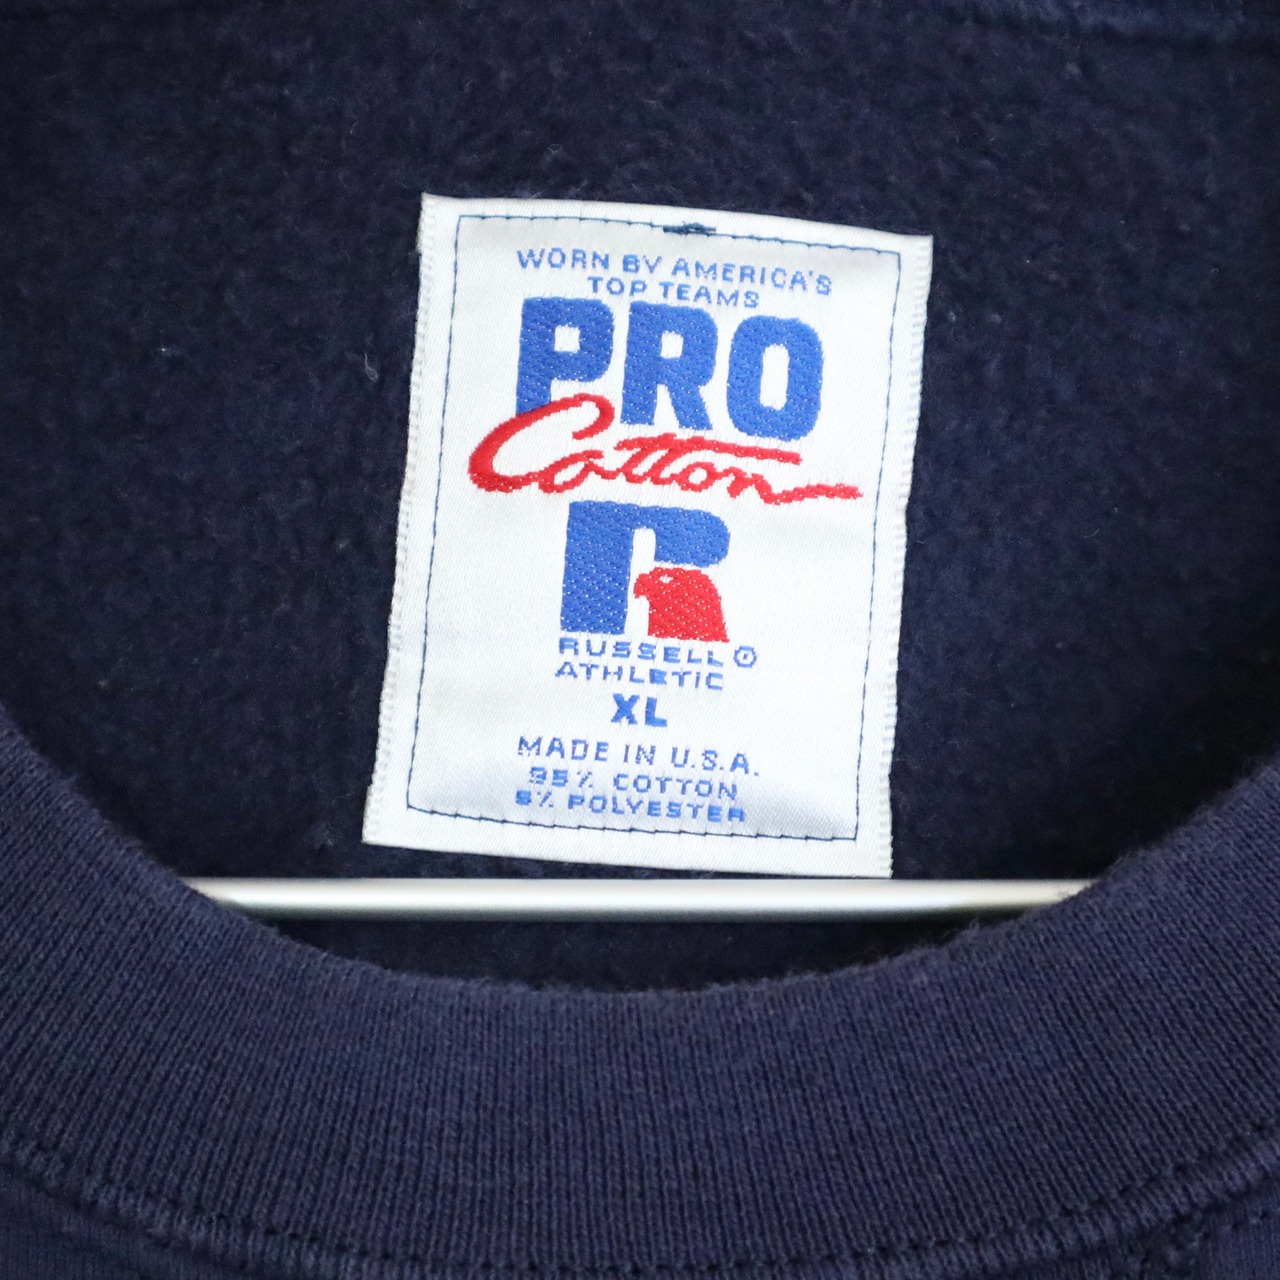 WORN BY AMERICA'S
TOP TEAMS
PRO
Cotton
R
RUSSELL®
ATHLETIC
XL
MADE IN U.S.A.
95% COTTON
5% POLYESTER